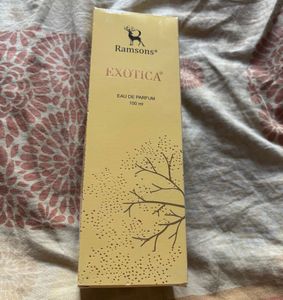 Ramsons®
EXOTICA®
EAU DE PARFUM
100 ml